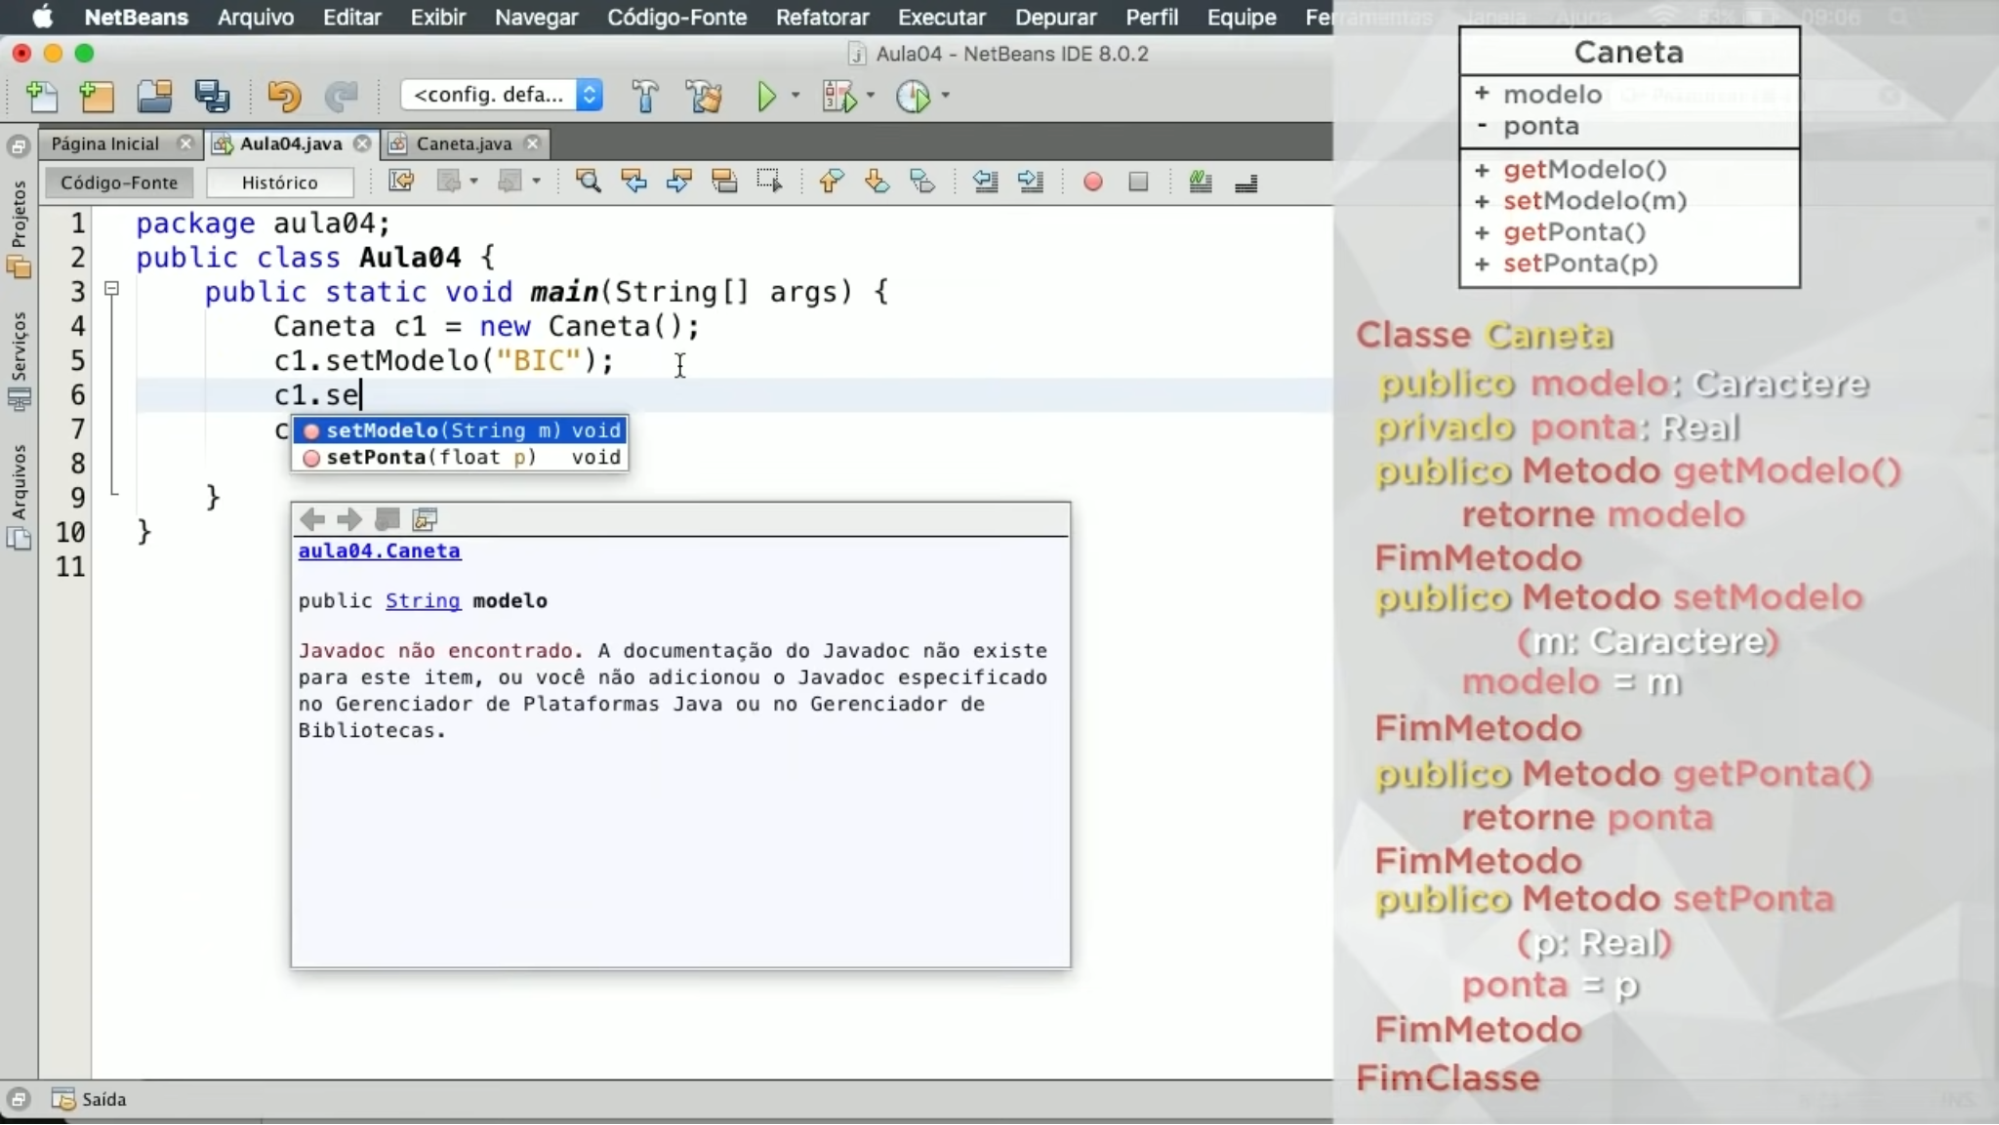 NetBeans Arquivo Editar Exibir Navegar Código-Fonte Refatorar Executar Depurar Perfil Equipe Ferramentas Janela Ajuda 83% 09:06
Aula04 - NetBeans IDE 8.0.2
<config. defa...
Página Inicial Aula04.java Caneta.java
Código-Fonte Histórico
Projetos
Serviços
Arquivos
1 package aula04;
2 public class Aula04 {
3 public static void main(String[] args) {
4 Caneta c1 = new Caneta();
5 c1.setModelo("BIC");
6 c1.se
7 c
8
9 }
10 }
11
setModelo(String m) void
setPonta(float p) void
aula04.Caneta
public String modelo
Javadoc não encontrado. A documentação do Javadoc não existe
para este item, ou você não adicionou o Javadoc especificado
no Gerenciador de Plataformas Java ou no Gerenciador de
Bibliotecas.
Saída
Caneta
+ modelo
- ponta
+ getModelo()
+ setModelo(m)
+ getPonta()
+ setPonta(p)
Classe Caneta
publico modelo: Caractere
privado ponta: Real
publico Metodo getModelo()
retorne modelo
FimMetodo
publico Metodo setModelo
(m: Caractere)
modelo = m
FimMetodo
publico Metodo getPonta()
retorne ponta
FimMetodo
publico Metodo setPonta
(p: Real)
ponta = p
FimMetodo
FimClasse